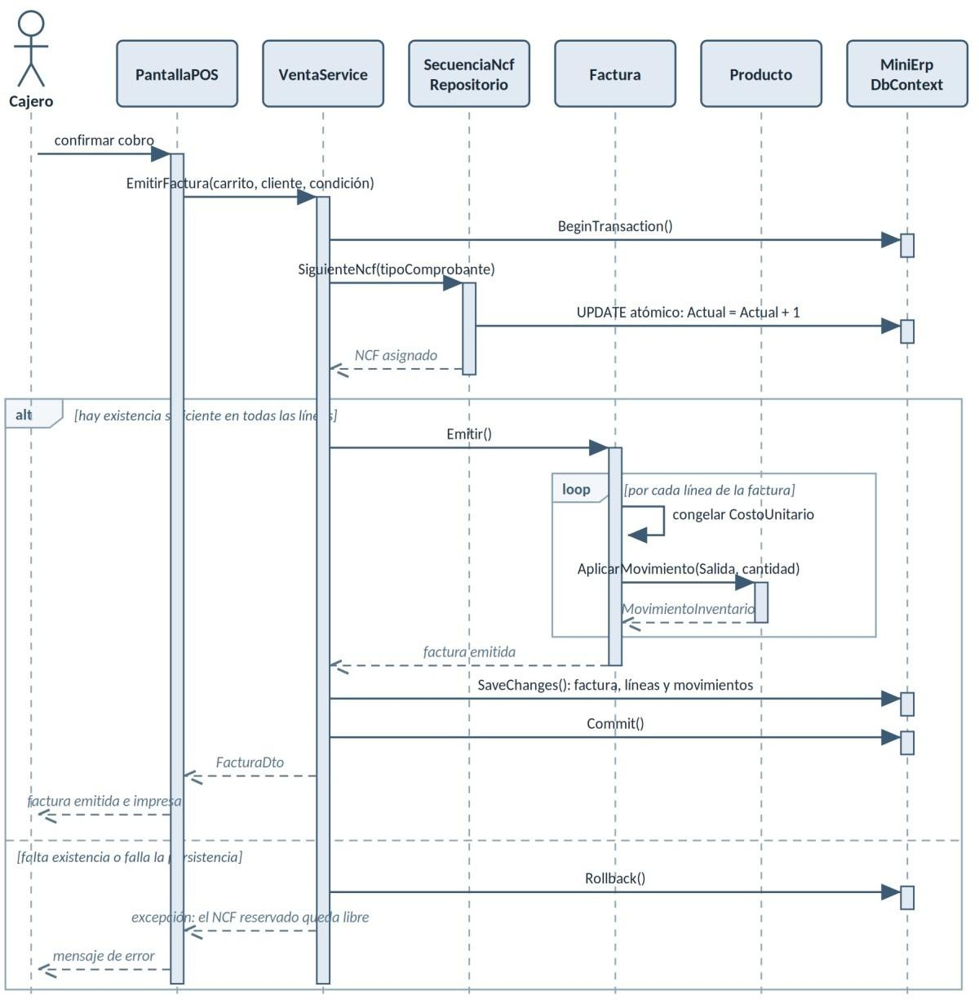 Cajero
PantallaPOS
VentaService
SecuenciaNcf
Repositorio
Factura
Producto
MiniErp
DbContext
confirmar cobro
EmitirFactura(carrito, cliente, condición)
BeginTransaction()
SiguienteNcf(tipoComprobante)
UPDATE atómico: Actual = Actual + 1
NCF asignado
alt
[hay existencia suficiente en todas las líneas]
Emitir()
loop
[por cada línea de la factura]
congelar CostoUnitario
AplicarMovimiento(Salida, cantidad)
MovimientoInventario
factura emitida
SaveChanges(): factura, líneas y movimientos
Commit()
FacturaDto
factura emitida e impresa
[falta existencia o falla la persistencia]
Rollback()
excepción: el NCF reservado queda libre
mensaje de error